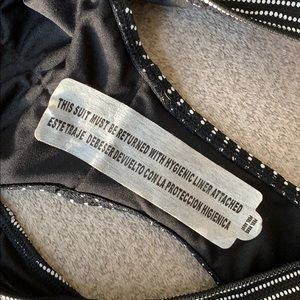 THIS SUIT MUST BE RETURNED WITH HYGIENIC LINER ATTACHED
ESTE TRAJE DEBE SER DEVUELTO CON LA PROTECCION HIGIENICA